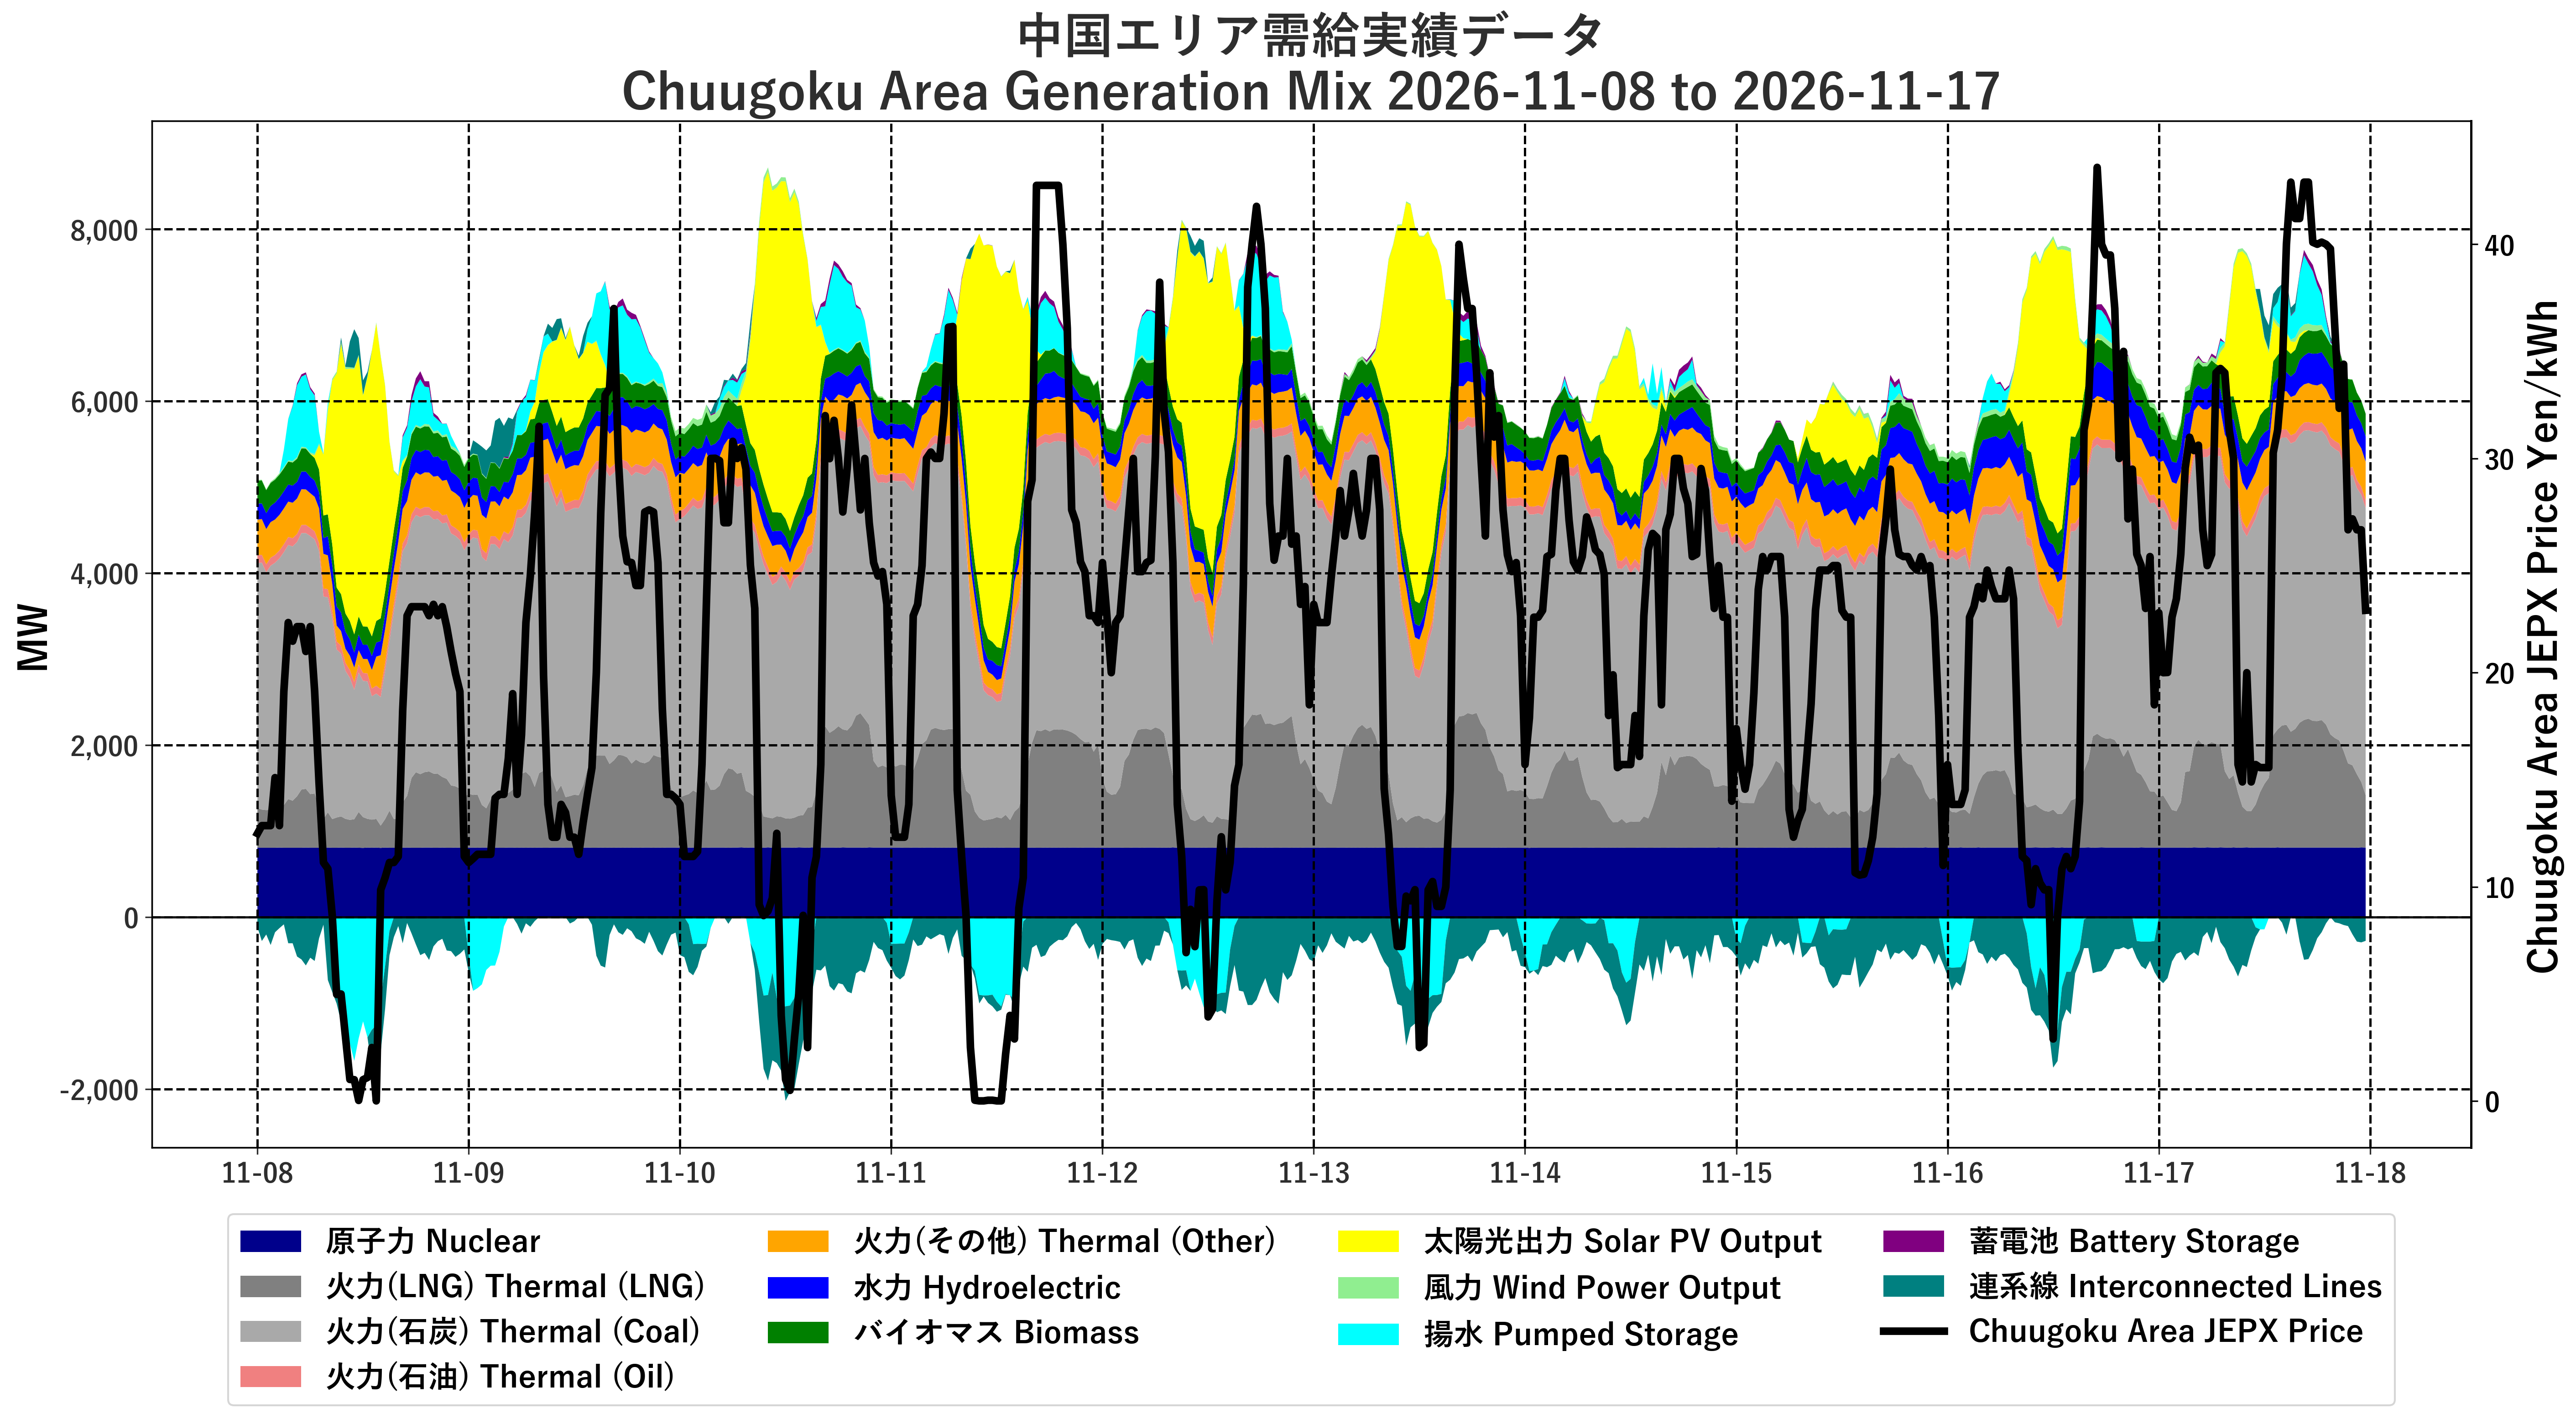 中国エリア需給実績データ
Chuugoku Area Generation Mix 2026-11-08 to 2026-11-17
MW
8,000
6,000
4,000
2,000
0
-2,000
40
30
20
10
0
Chuugoku Area JEPX Price Yen/kWh
11-08 11-09 11-10 11-11 11-12 11-13 11-14 11-15 11-16 11-17 11-18
原子力 Nuclear
火力(LNG) Thermal (LNG)
火力(石炭) Thermal (Coal)
火力(石油) Thermal (Oil)
火力(その他) Thermal (Other)
水力 Hydroelectric
バイオマス Biomass
太陽光出力 Solar PV Output
風力 Wind Power Output
揚水 Pumped Storage
蓄電池 Battery Storage
連系線 Interconnected Lines
Chuugoku Area JEPX Price